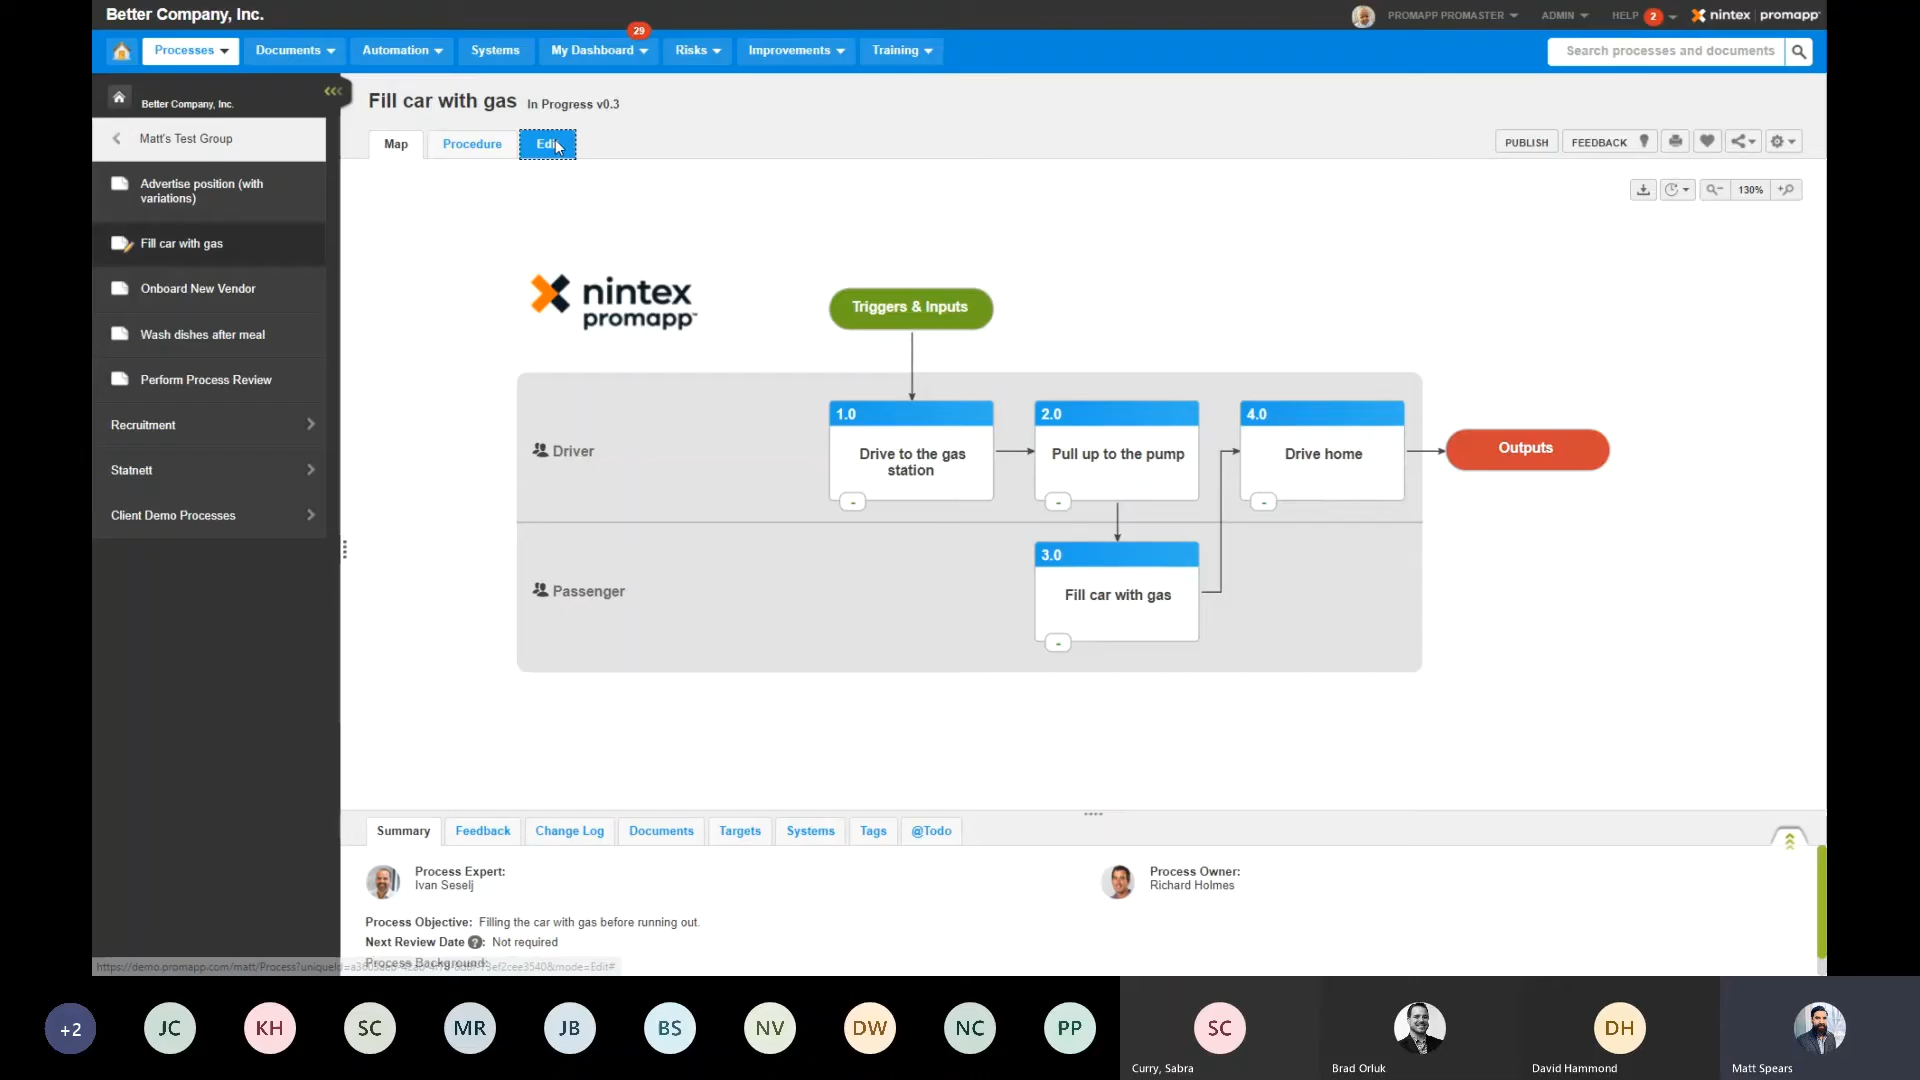 Better Company, Inc.
PROMAPP PROMASTER
ADMIN
HELP 2
nintex promapp
Processes
Documents
Automation
Systems
My Dashboard
29
Risks
Improvements
Training
Search processes and documents
Better Company, Inc.
Matt's Test Group
Advertise position (with
variations)
Fill car with gas
Onboard New Vendor
Wash dishes after meal
Perform Process Review
Recruitment
Statnett
Client Demo Processes
Fill car with gas In Progress v0.3
Map
Procedure
Edit
PUBLISH
FEEDBACK
130%
nintex
promapp
Triggers & Inputs
Driver
1.0
Drive to the gas
station
-
2.0
Pull up to the pump
-
4.0
Drive home
-
Outputs
Passenger
3.0
Fill car with gas
-
Summary
Feedback
Change Log
Documents
Targets
Systems
Tags
@Todo
Process Expert:
Ivan Seselj
Process Owner:
Richard Holmes
Process Objective: Filling the car with gas before running out.
Next Review Date ?: Not required
Process Background:
+2
JC
KH
SC
MR
JB
BS
NV
DW
NC
PP
SC
DH
Curry, Sabra
Brad Orluk
David Hammond
Matt Spears